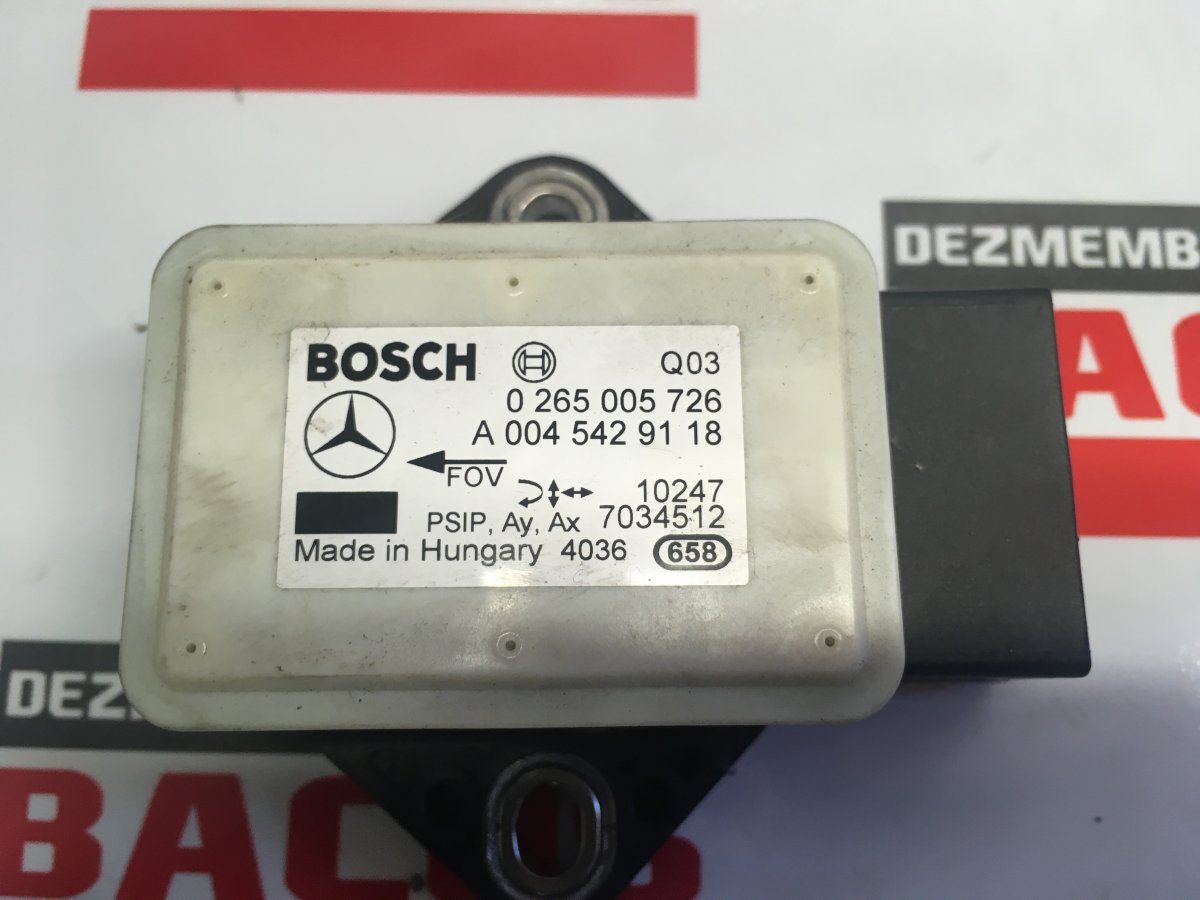 BOSCH Q03
0 265 005 726
A 004 542 91 18
FOV
10247
PSIP, Ay, Ax 7034512
Made in Hungary 4036 658
DEZMEMB
AC
DEZ
BAC